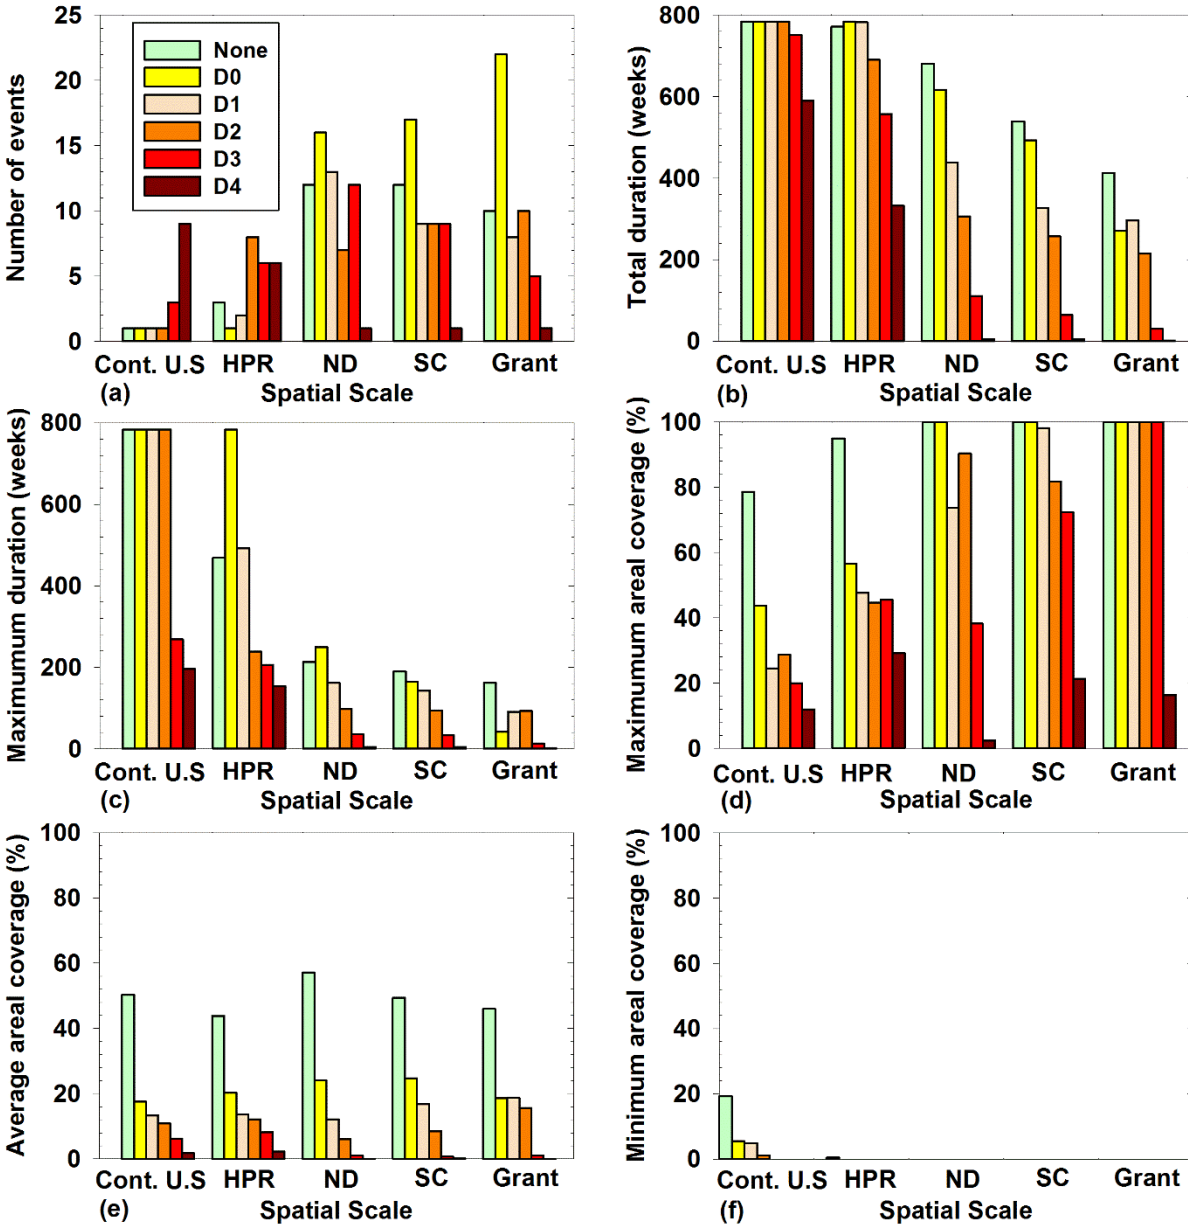 Number of events
25
20
15
10
5
0
None
D0
D1
D2
D3
D4
Cont. U.S HPR ND SC Grant
(a) Spatial Scale
Total duration (weeks)
800
600
400
200
0
Cont. U.S HPR ND SC Grant
(b) Spatial Scale
Maximumum duration (weeks)
800
600
400
200
0
Cont. U.S HPR ND SC Grant
(c) Spatial Scale
Maximum areal coverage (%)
100
80
60
40
20
0
Cont. U.S HPR ND SC Grant
(d) Spatial Scale
Average areal coverage (%)
100
80
60
40
20
0
Cont. U.S HPR ND SC Grant
(e) Spatial Scale
Minimum areal coverage (%)
100
80
60
40
20
0
Cont. U.S HPR ND SC Grant
(f) Spatial Scale